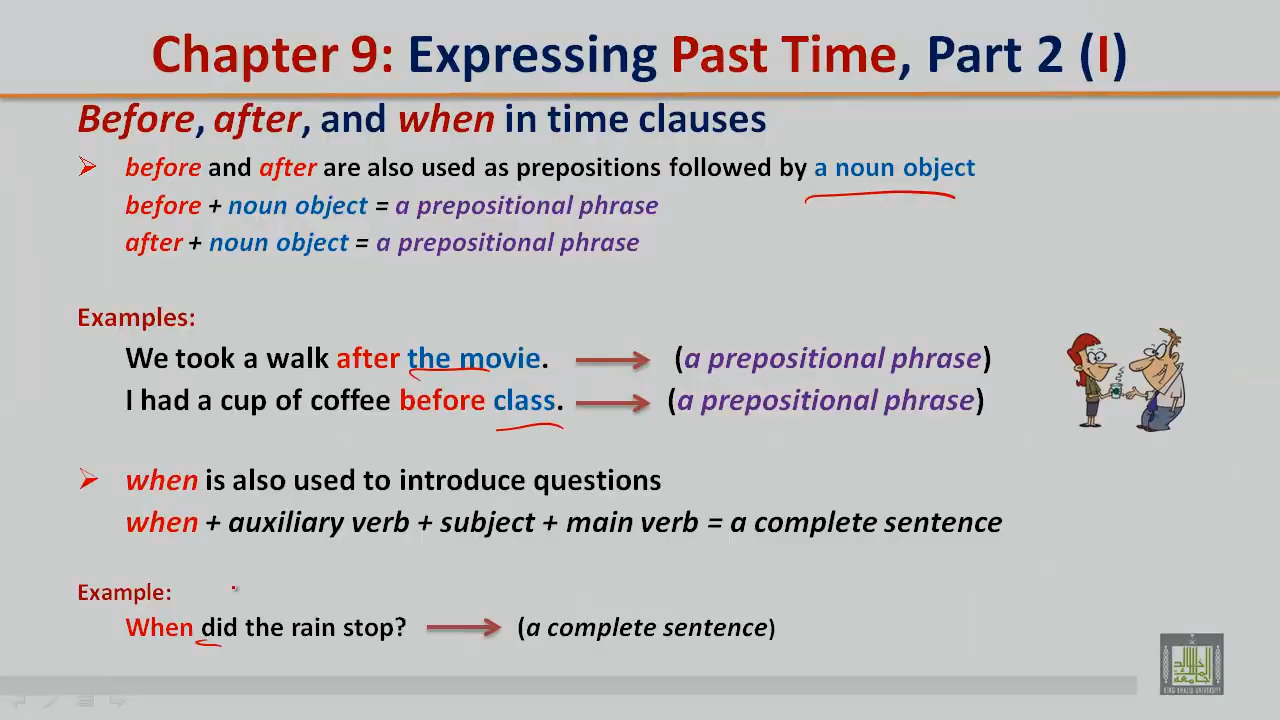 Chapter 9: Expressing Past Time, Part 2 (I)
Before, after, and when in time clauses
before and after are also used as prepositions followed by a noun object
before + noun object = a prepositional phrase
after + noun object = a prepositional phrase
Examples:
We took a walk after the movie. (a prepositional phrase)
I had a cup of coffee before class. (a prepositional phrase)
when is also used to introduce questions
when + auxiliary verb + subject + main verb = a complete sentence
Example:
When did the rain stop? (a complete sentence)
KING KHALID UNIVERSITY